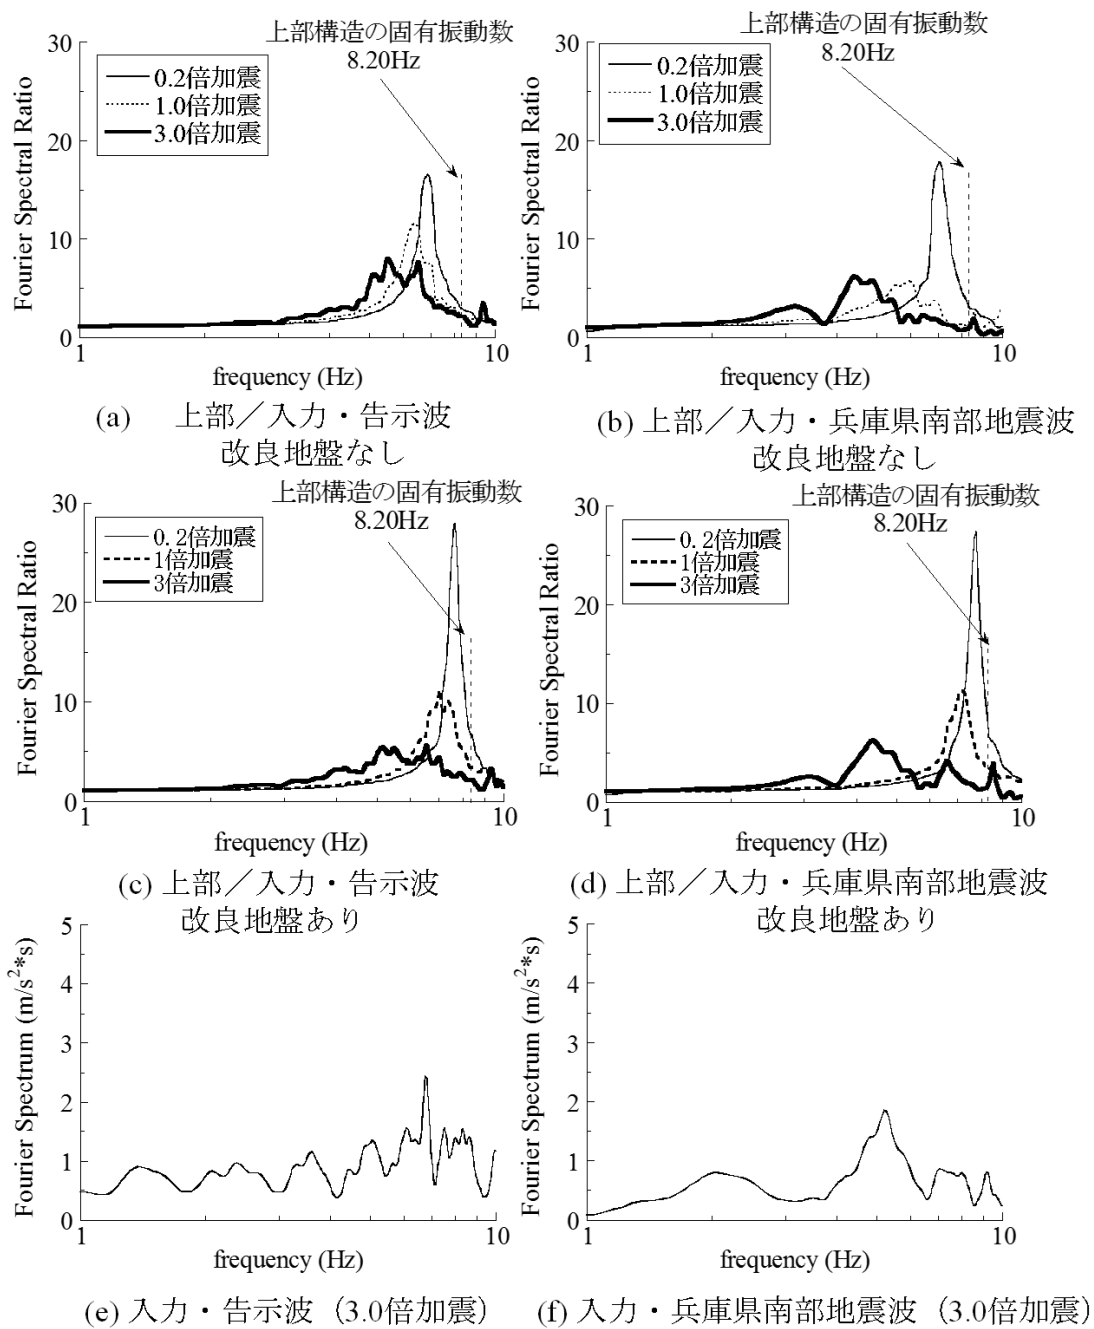 上部構造の固有振動数
8.20Hz
30
20
10
0
Fourier Spectral Ratio
0.2倍加震
1.0倍加震
3.0倍加震
1
10
frequency (Hz)
(a) 上部／入力・告示波
改良地盤なし
上部構造の固有振動数
8.20Hz
30
20
10
0
Fourier Spectral Ratio
0.2倍加震
1.0倍加震
3.0倍加震
1
10
frequency (Hz)
(b) 上部／入力・兵庫県南部地震波
改良地盤なし
上部構造の固有振動数
8.20Hz
30
20
10
0
Fourier Spectral Ratio
0.2倍加震
1倍加震
3倍加震
1
10
frequency (Hz)
(c) 上部／入力・告示波
改良地盤あり
上部構造の固有振動数
8.20Hz
30
20
10
0
Fourier Spectral Ratio
0.2倍加震
1倍加震
3倍加震
1
10
frequency (Hz)
(d) 上部／入力・兵庫県南部地震波
改良地盤あり
5
4
3
2
1
0
Fourier Spectrum (m/s²*s)
1
10
frequency (Hz)
(e) 入力・告示波（3.0倍加震）
5
4
3
2
1
0
Fourier Spectrum (m/s²*s)
1
10
frequency (Hz)
(f) 入力・兵庫県南部地震波（3.0倍加震）